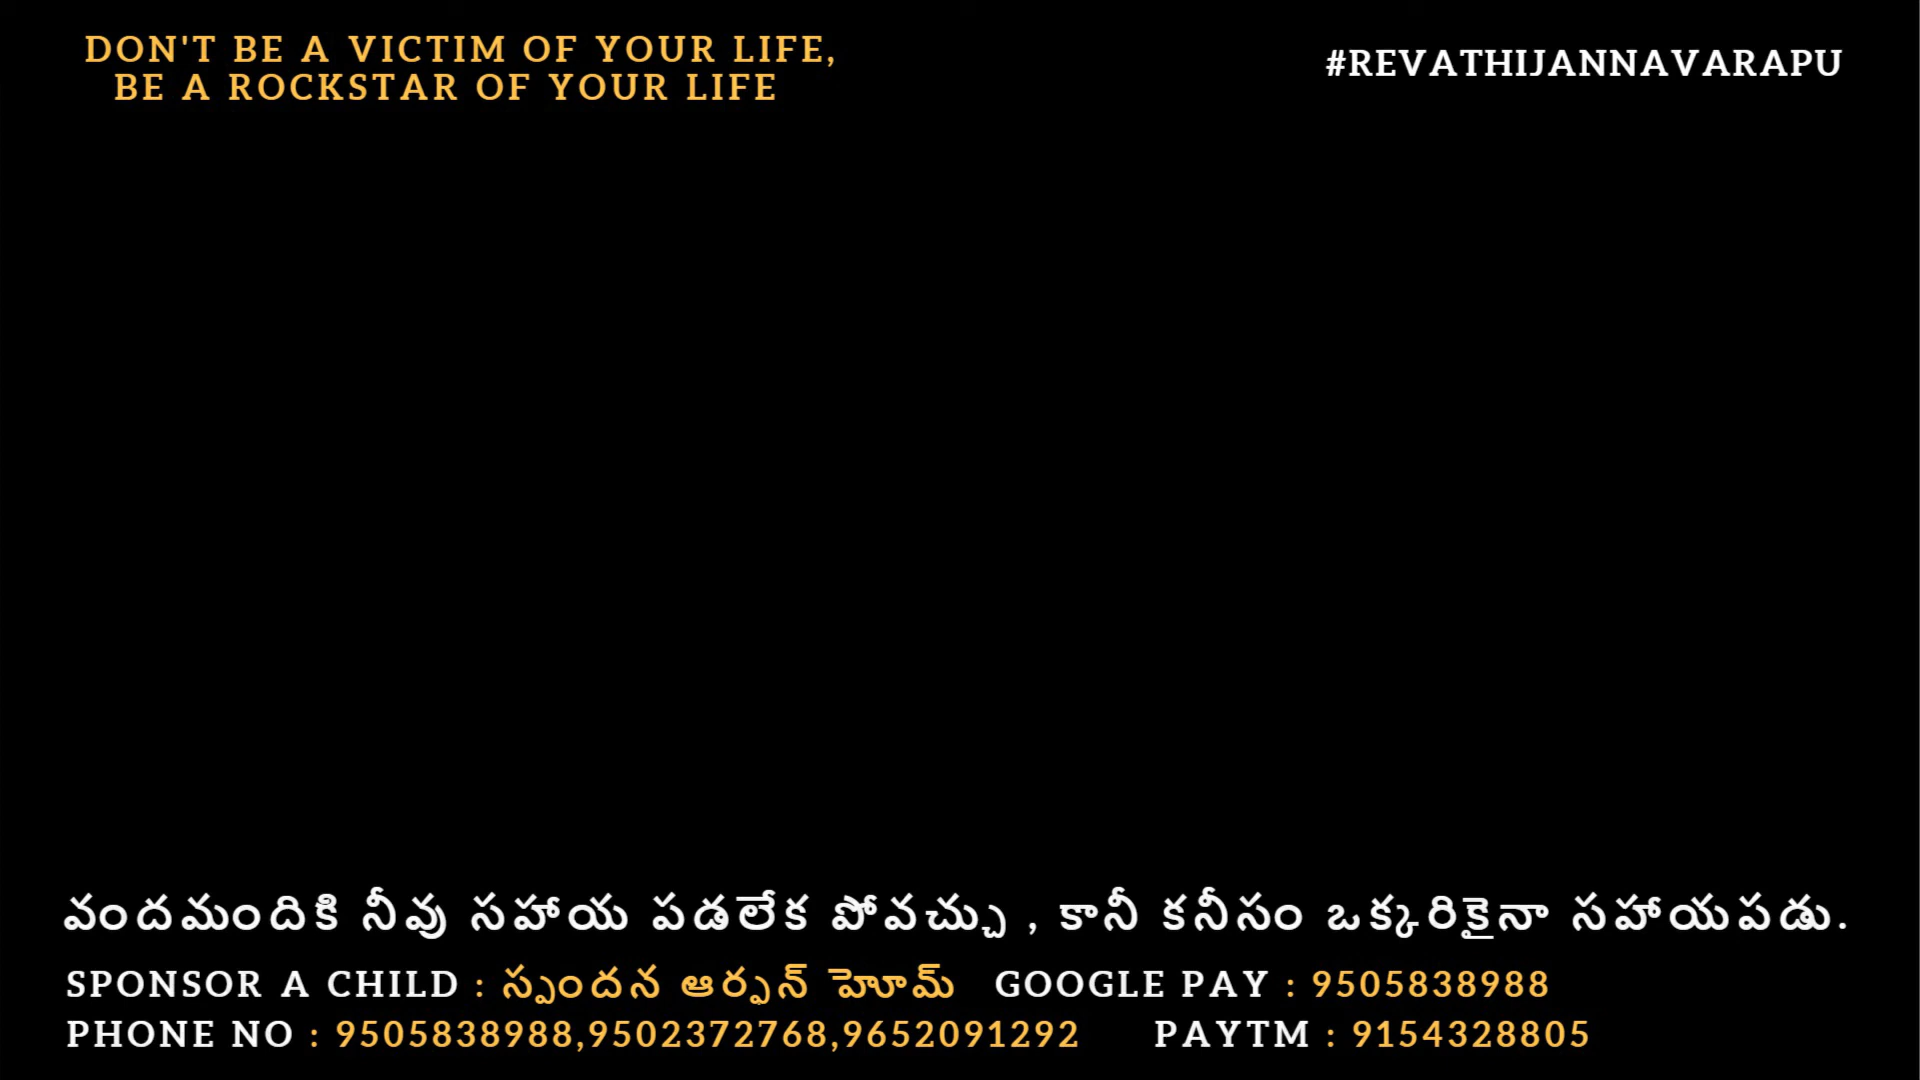 DON'T BE A VICTIM OF YOUR LIFE,
BE A ROCKSTAR OF YOUR LIFE
#REVATHIJANNAVARAPU
వందమందికి నీవు సహాయ పడలేక పోవచ్చు , కానీ కనీసం ఒక్కరికైనా సహాయపడు.
SPONSOR A CHILD : స్పందన ఆర్ఫన్ హెూమ్ GOOGLE PAY : 9505838988
PHONE NO : 9505838988,9502372768,9652091292 PAYTM : 9154328805